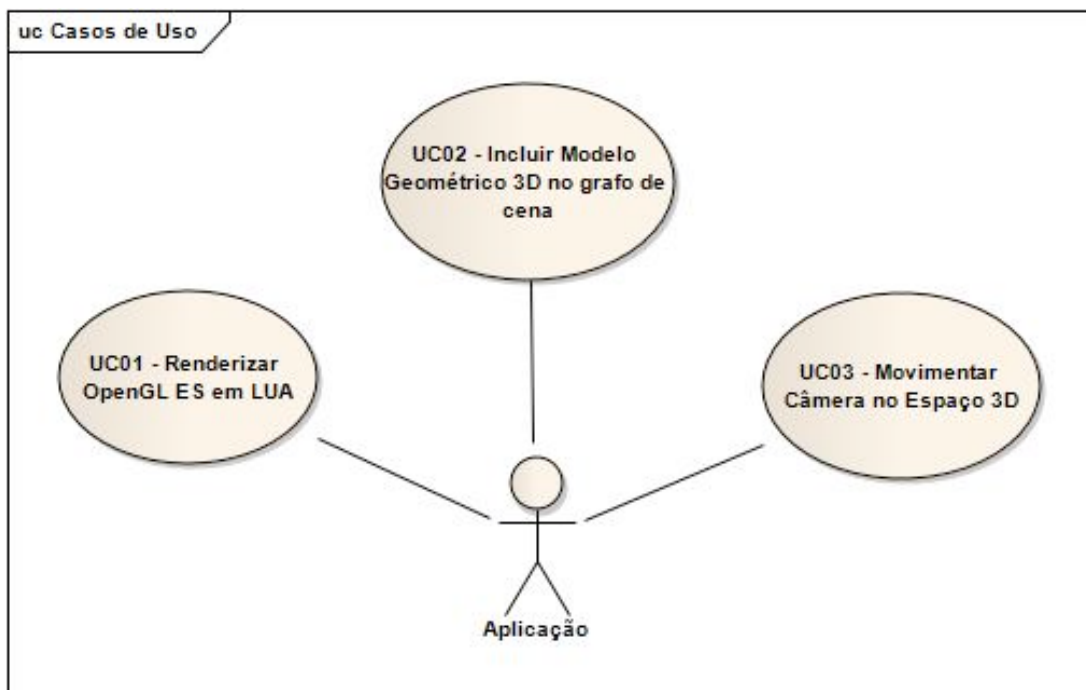 uc Casos de Uso
UC02 - Incluir Modelo
Geométrico 3D no grafo de
cena
UC01 - Renderizar
OpenGL ES em LUA
UC03 - Movimentar
Câmera no Espaço 3D
Aplicação